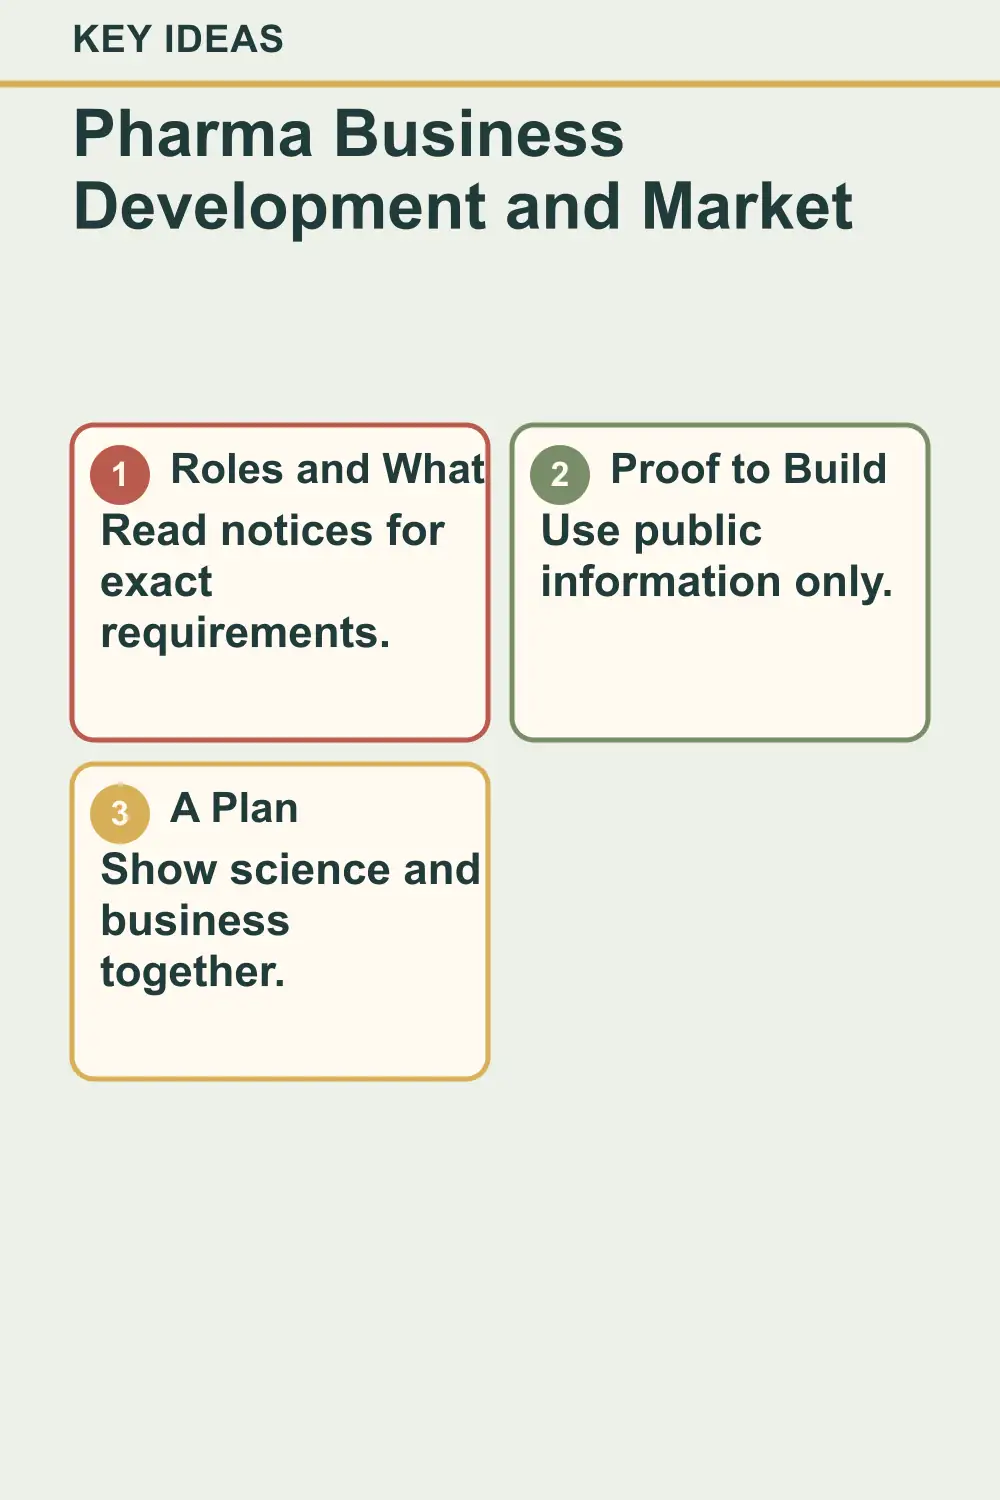 KEY IDEAS
Pharma Business
Development and Market
1 Roles and What
Read notices for
exact
requirements.
2 Proof to Build
Use public
information only.
3 A Plan
Show science and
business
together.